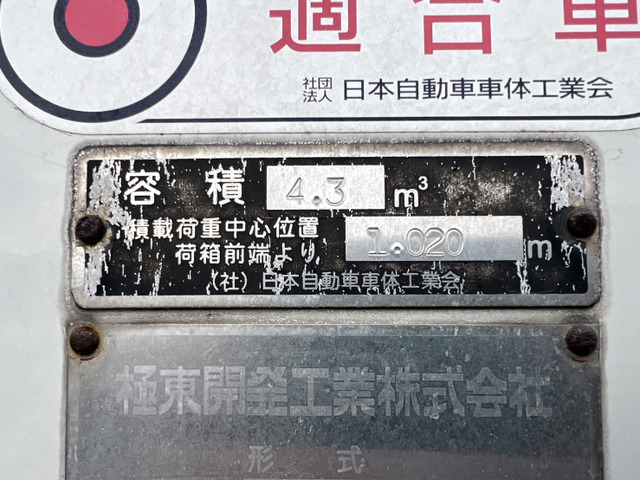 適合車
社団法人 日本自動車車体工業会
容積 4.3 m³
積載荷重中心位置
荷箱前端より 1.020 m
(社)日本自動車車体工業会
極東開発工業株式会社
形式